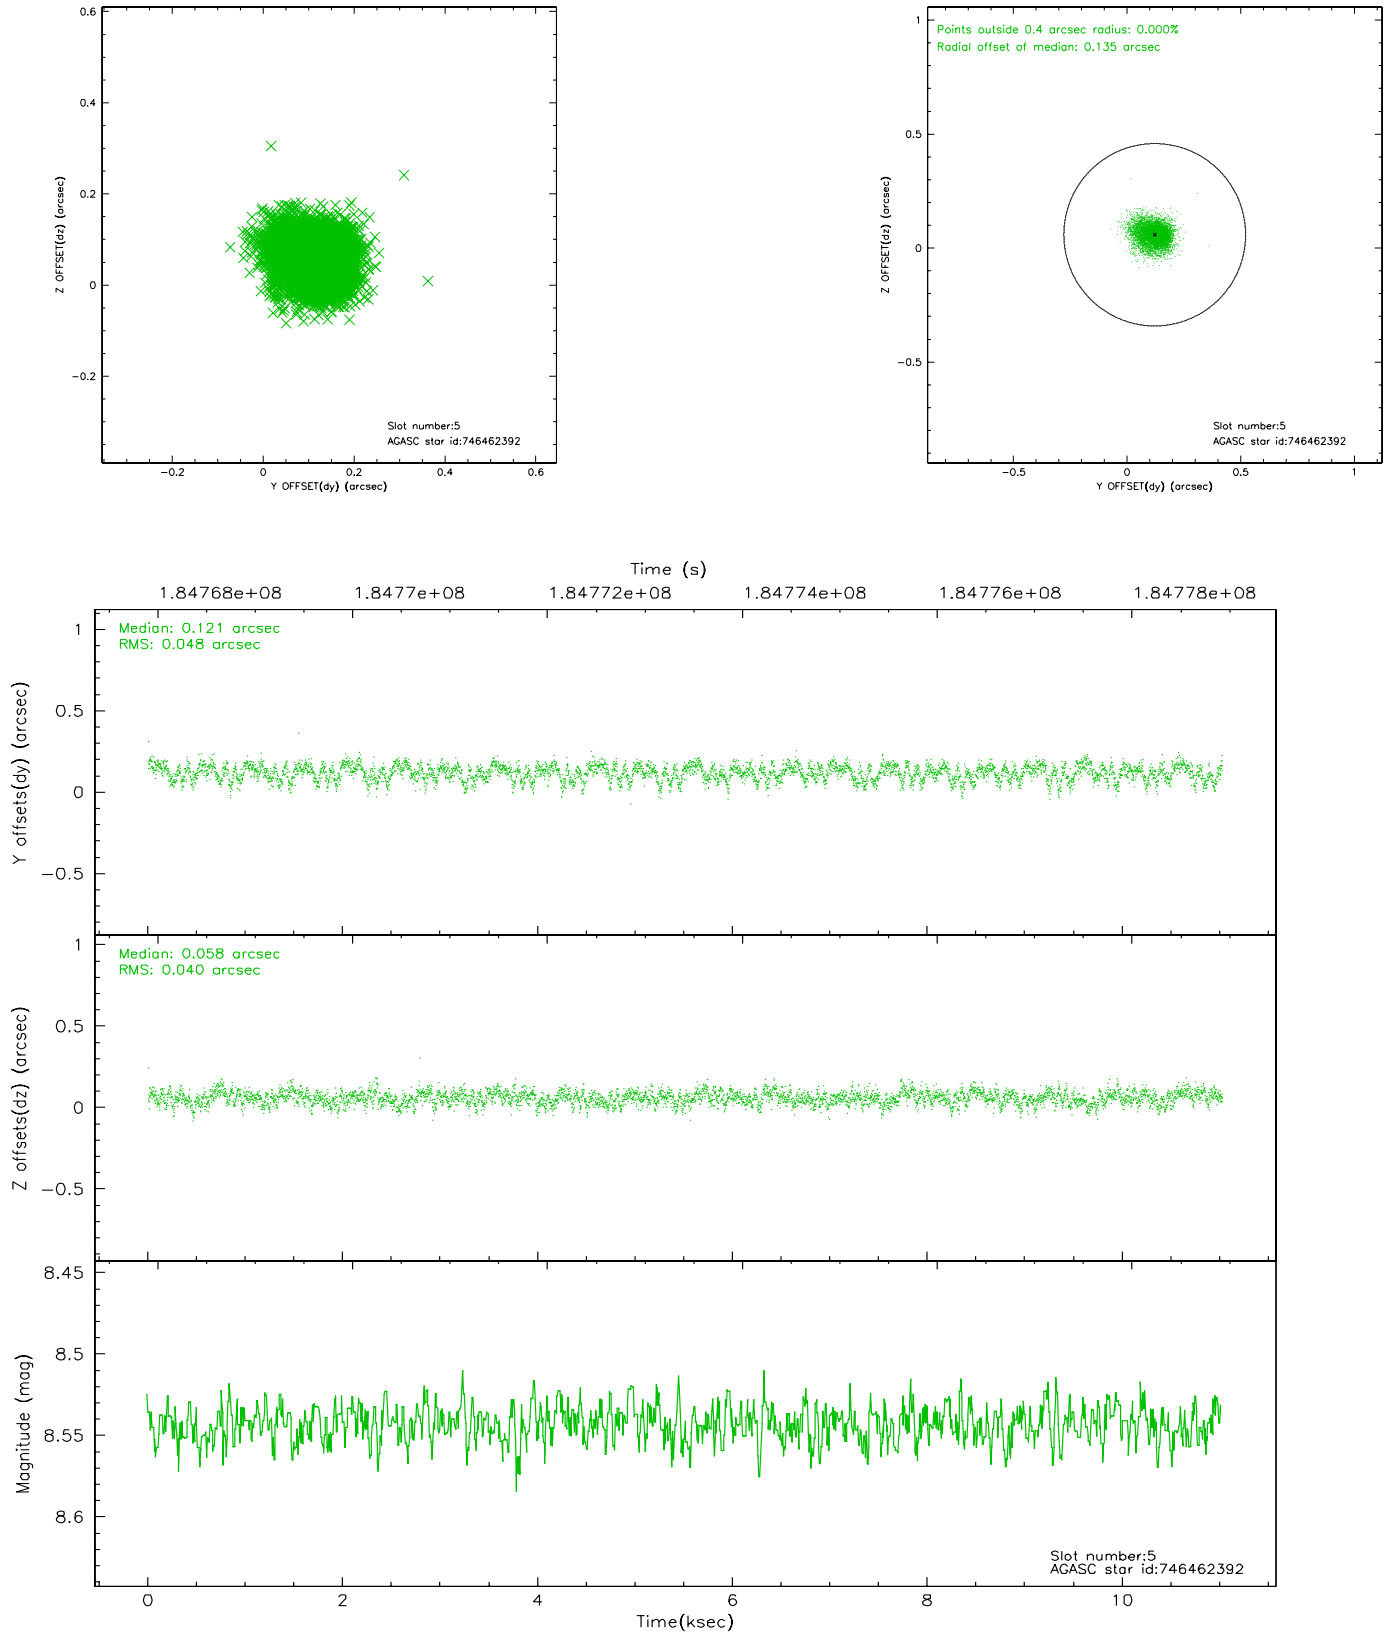 0.6
0.4
0.2
0
−0.2
Z OFFSET(dz) (arcsec)
−0.2 0 0.2 0.4 0.6
Y OFFSET(dy) (arcsec)
Slot number:5
AGASC star id:746462392
Points outside 0.4 arcsec radius: 0.000%
Radial offset of median: 0.135 arcsec
1
0.5
0
−0.5
Z OFFSET(dz) (arcsec)
−0.5 0 0.5 1
Y OFFSET(dy) (arcsec)
Slot number:5
AGASC star id:746462392
Time (s)
1.84768e+08 1.8477e+08 1.84772e+08 1.84774e+08 1.84776e+08 1.84778e+08
Median: 0.121 arcsec
RMS: 0.048 arcsec
1
0.5
0
−0.5
Y offsets(dy) (arcsec)
Median: 0.058 arcsec
RMS: 0.040 arcsec
1
0.5
0
−0.5
Z offsets(dz) (arcsec)
8.45
8.5
8.55
8.6
Magnitude (mag)
Slot number:5
AGASC star id:746462392
0 2 4 6 8 10
Time(ksec)